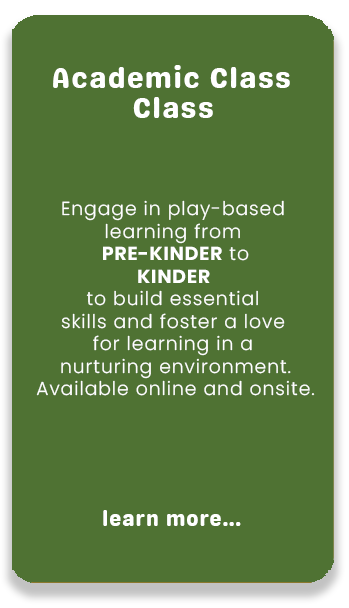 Academic Class
Class
Engage in play-based
learning from
PRE-KINDER to
KINDER
to build essential
skills and foster a love
for learning in a
nurturing environment.
Available online and onsite.
learn more...